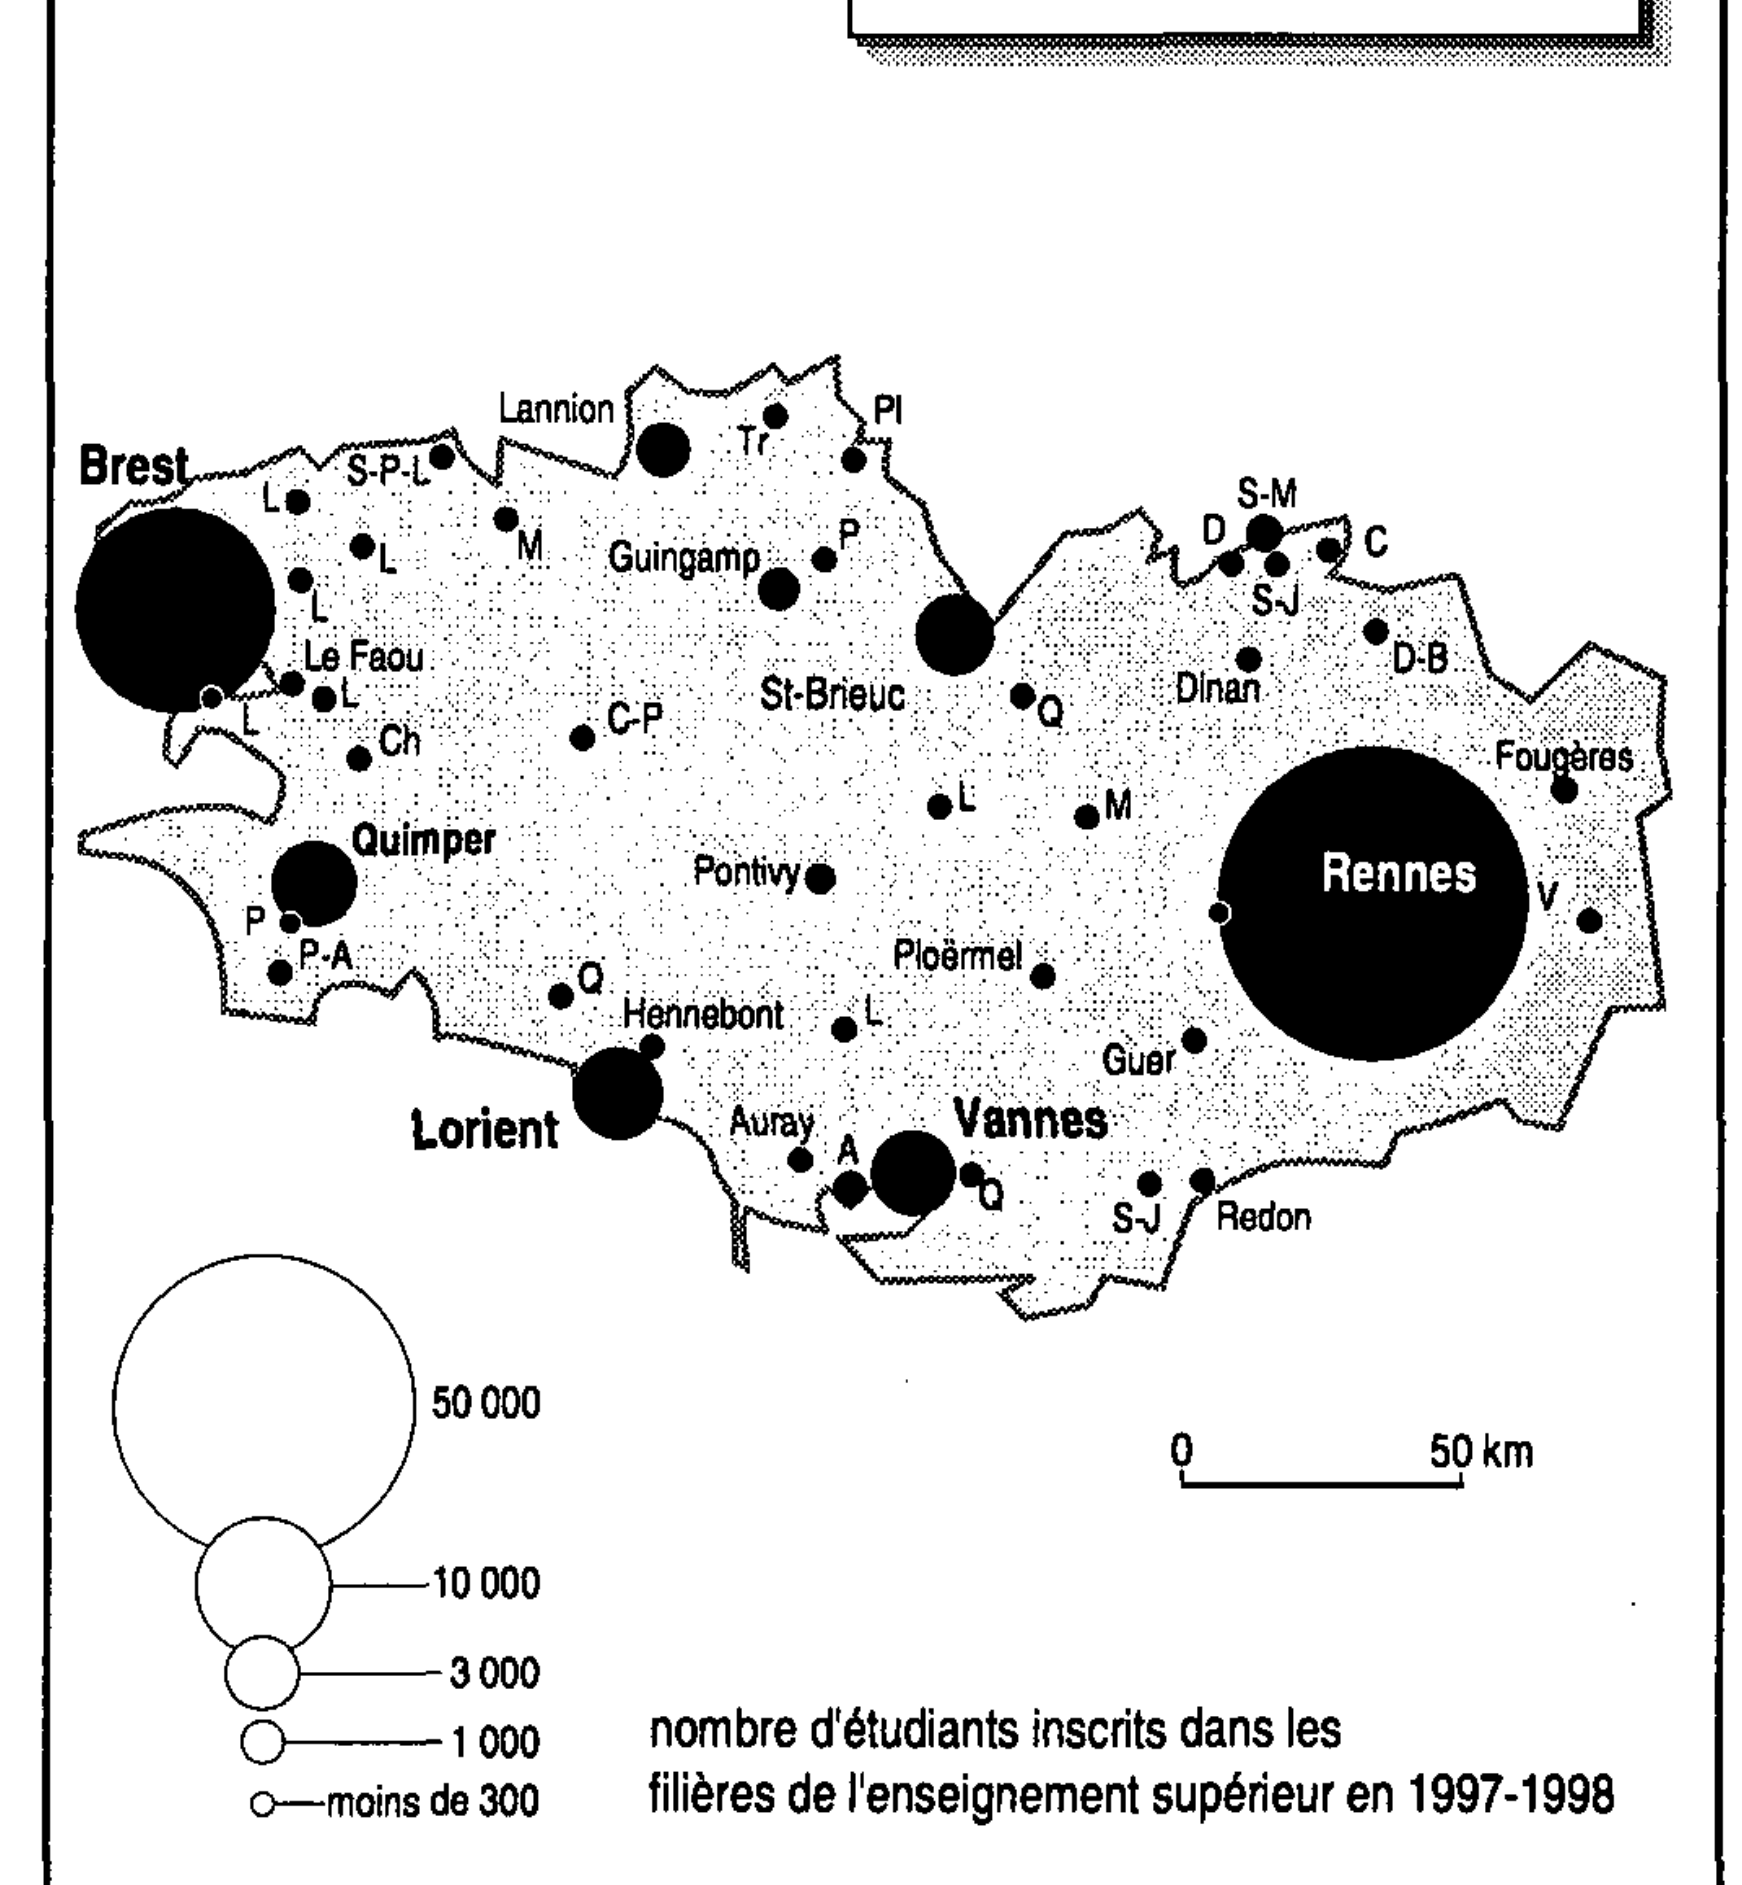 Lannion
Pl
Tr
Brest
S-P-L
L
S-M
D
C
M
P
L
Guingamp
S-J
L
Le Faou
D-B
L
St-Brieuc
Dinan
L
Q
C-P
Ch
Fougères
L
M
Quimper
Pontivy
Rennes
V
P
P-A
Ploërmel
Q
Hennebont
L
Guer
Lorient
Auray
Vannes
A
Q
S-J
Redon
50 000
0 50 km
10 000
3 000
1 000
moins de 300
nombre d'étudiants inscrits dans les
filières de l'enseignement supérieur en 1997-1998